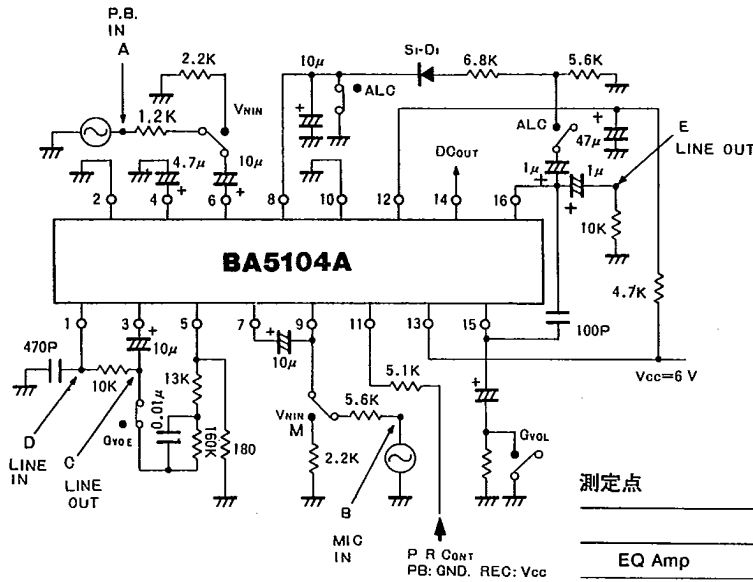 P.B.
IN
A
2.2K
VNIN
1.2K
4.7μ
10μ
10μ
ALC
Si-Di
6.8K
5.6K
ALC
47μ
E
LINE OUT
1μ
1μ
DCOUT
10K
4.7K
2
4
6
8
10
12
14
16
BA5104A
1
3
5
7
9
11
13
15
100P
470P
10K
10μ
13K
0.01μ
160K
180
GVOE
D
LINE
IN
C
LINE
OUT
10μ
VNIN
M
5.6K
2.2K
B
MIC
IN
5.1K
P R CONT
PB: GND. REC: Vcc
GVOL
Vcc=6 V
測定点
EQ Amp